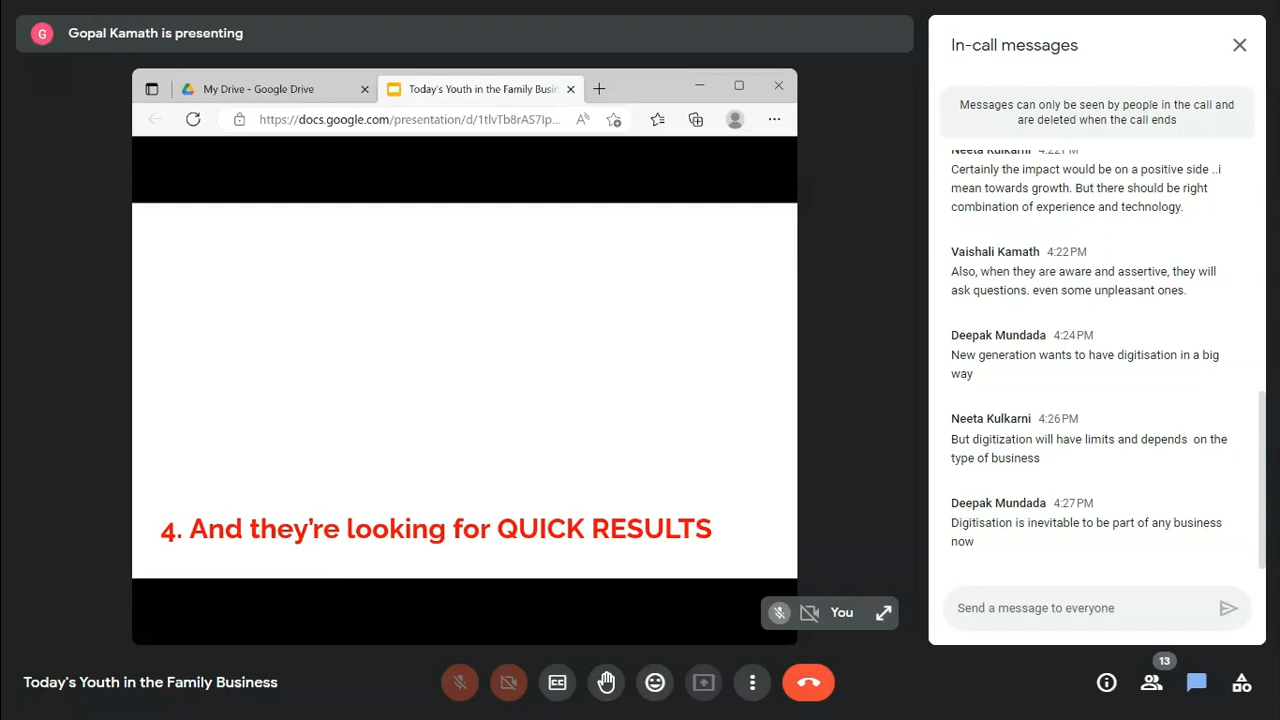 G
Gopal Kamath is presenting
My Drive - Google Drive
Today's Youth in the Family Busin
https://docs.google.com/presentation/d/1tlvTb8rAS7Ip...
4. And they're looking for QUICK RESULTS
You
In-call messages
Messages can only be seen by people in the call and
are deleted when the call ends
Neeta Kulkarni 4:22PM
Certainly the impact would be on a positive side ..i
mean towards growth. But there should be right
combination of experience and technology.
Vaishali Kamath 4:22 PM
Also, when they are aware and assertive, they will
ask questions. even some unpleasant ones.
Deepak Mundada 4:24 PM
New generation wants to have digitisation in a big
way
Neeta Kulkarni 4:26 PM
But digitization will have limits and depends on the
type of business
Deepak Mundada 4:27 PM
Digitisation is inevitable to be part of any business
now
Send a message to everyone
Today's Youth in the Family Business
13